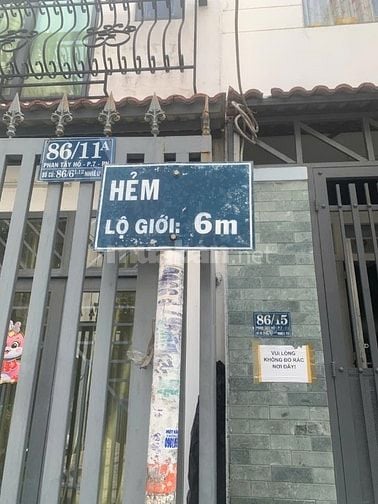 86/11A
PHAN TÂY HỒ - P.7 - PN
HẺM
LỘ GIỚI: 6m
86/15
VUI LÒNG
KHÔNG ĐỔ RÁC
NƠI ĐÂY!